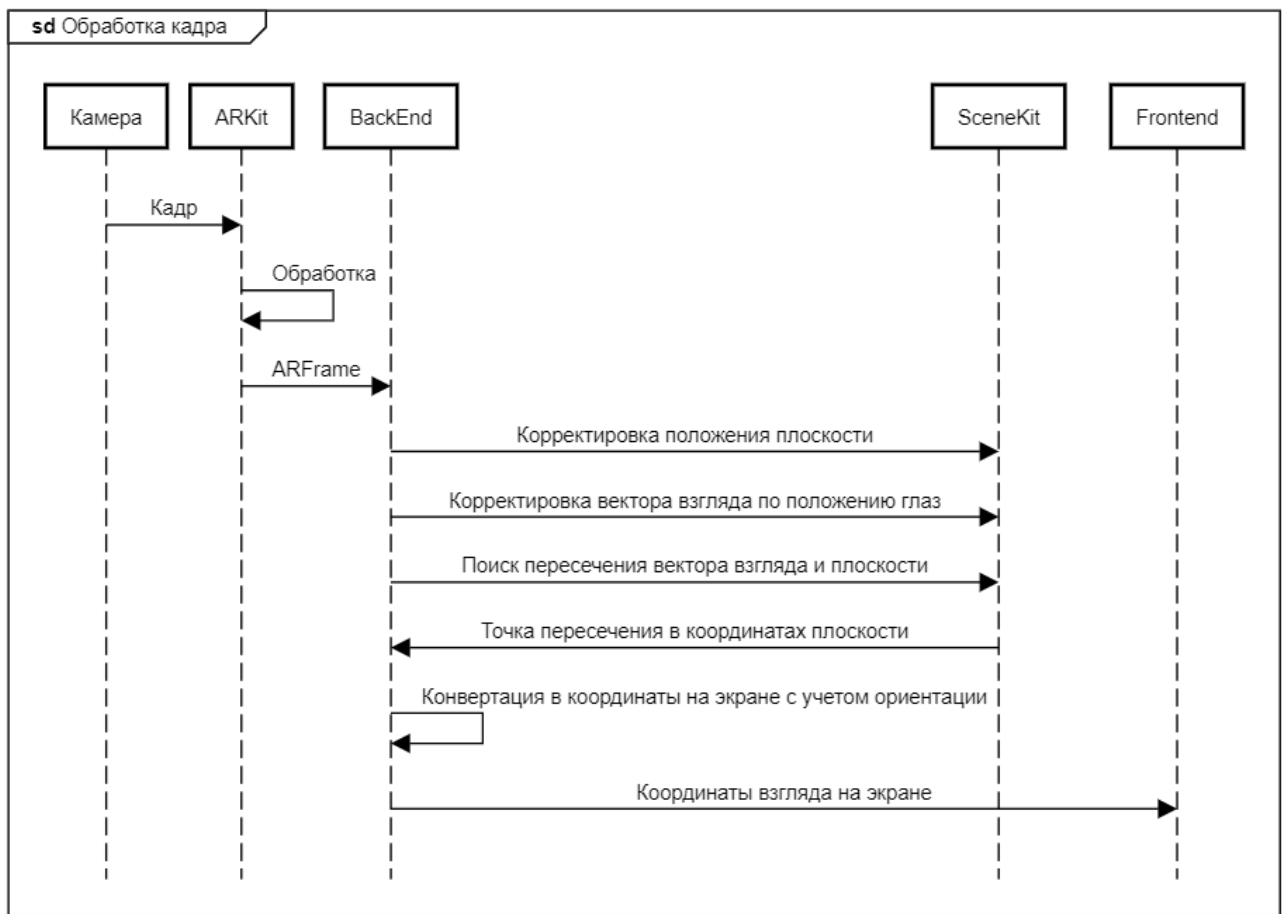 sd Обработка кадра
Камера
ARKit
BackEnd
SceneKit
Frontend
Кадр
Обработка
ARFrame
Корректировка положения плоскости
Корректировка вектора взгляда по положению глаз
Поиск пересечения вектора взгляда и плоскости
Точка пересечения в координатах плоскости
Конвертация в координаты на экране с учетом ориентации
Координаты взгляда на экране